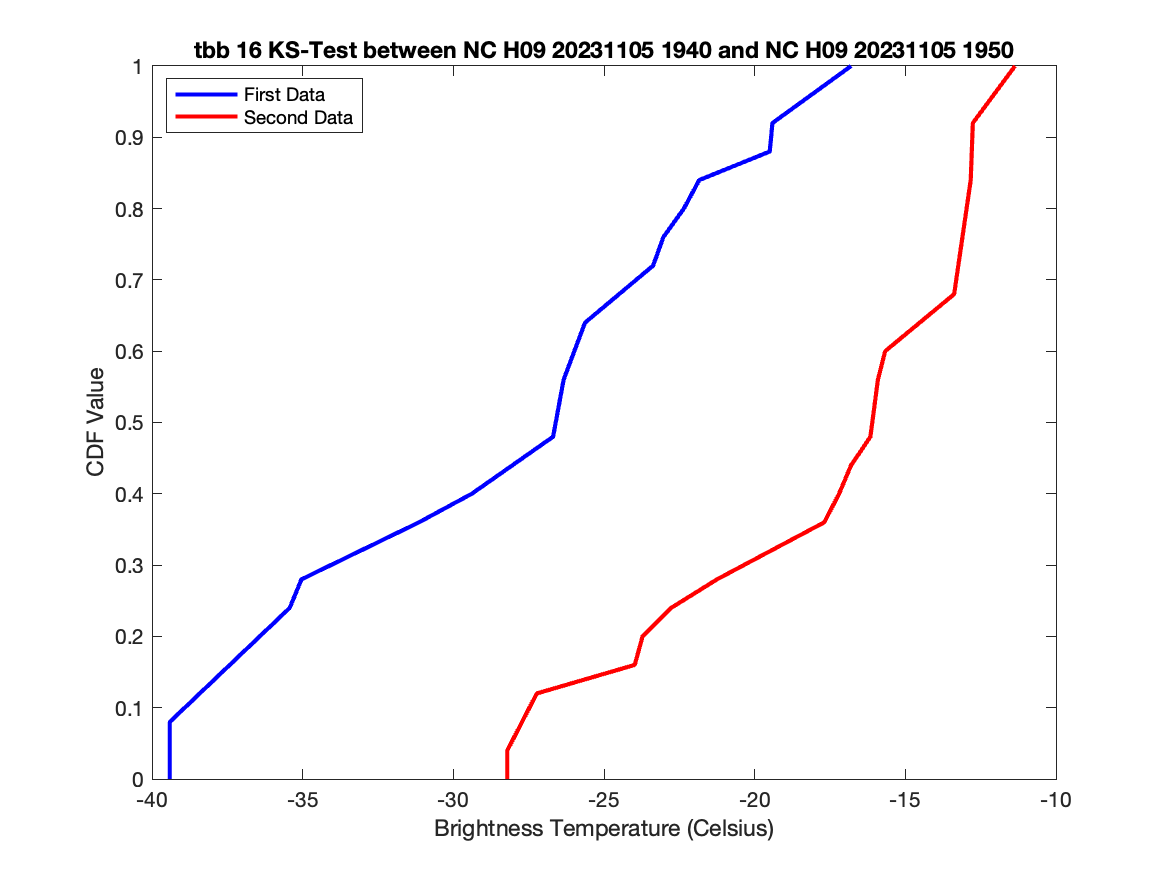 tbb 16 KS-Test between NC H09 20231105 1940 and NC H09 20231105 1950
First Data
Second Data
1
0.9
0.8
0.7
0.6
0.5
0.4
0.3
0.2
0.1
0
CDF Value
-40 -35 -30 -25 -20 -15 -10
Brightness Temperature (Celsius)